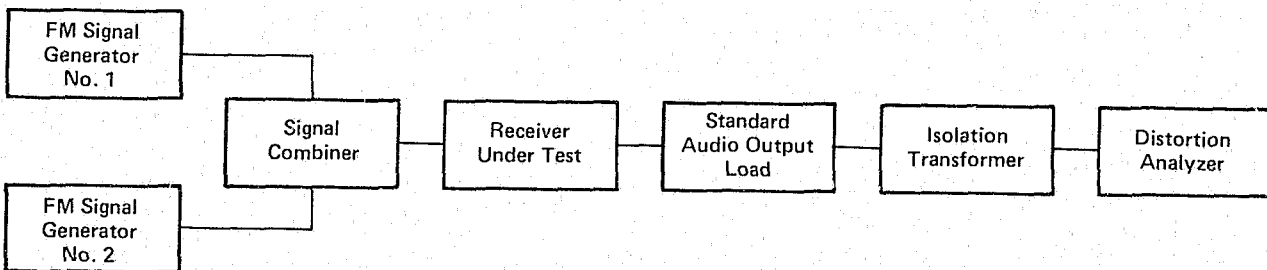 FM Signal
Generator
No. 1
Signal
Combiner
Receiver
Under Test
Standard
Audio Output
Load
Isolation
Transformer
Distortion
Analyzer
FM Signal
Generator
No. 2